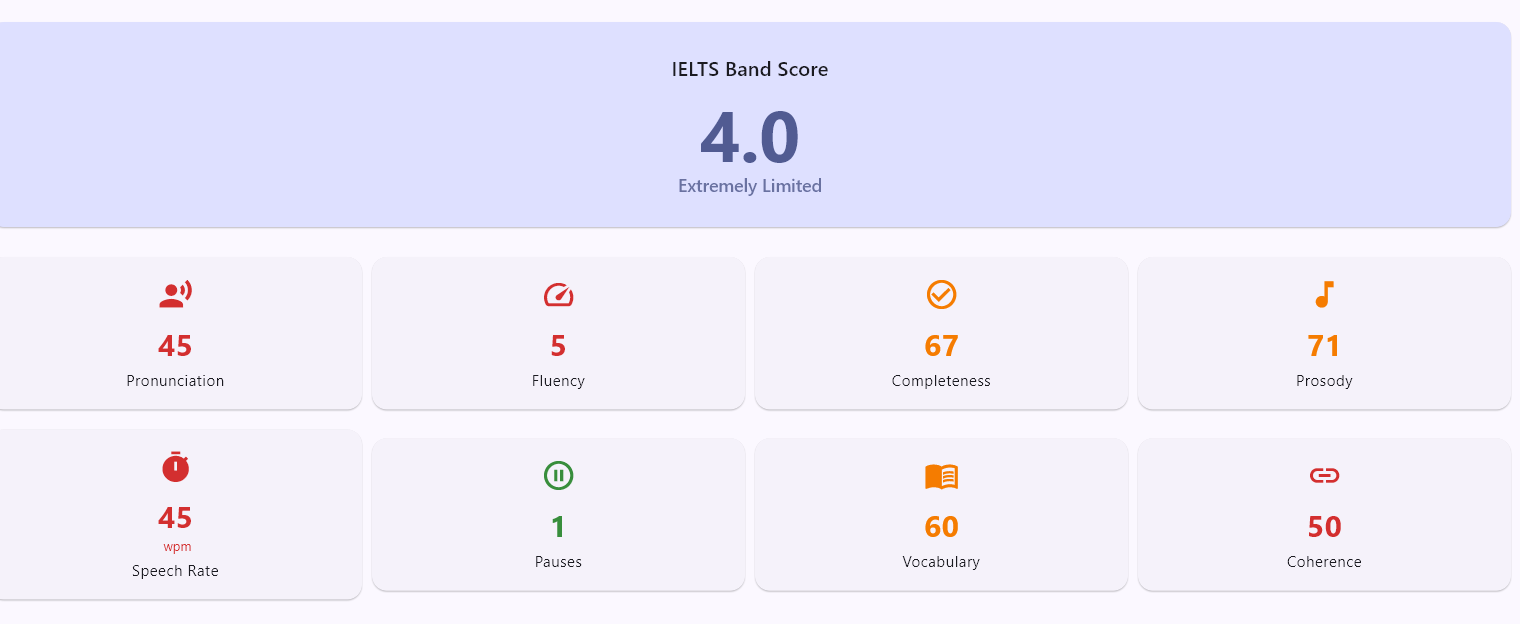 IELTS Band Score
4.0
Extremely Limited
45
Pronunciation
5
Fluency
67
Completeness
71
Prosody
45
wpm
Speech Rate
1
Pauses
60
Vocabulary
50
Coherence